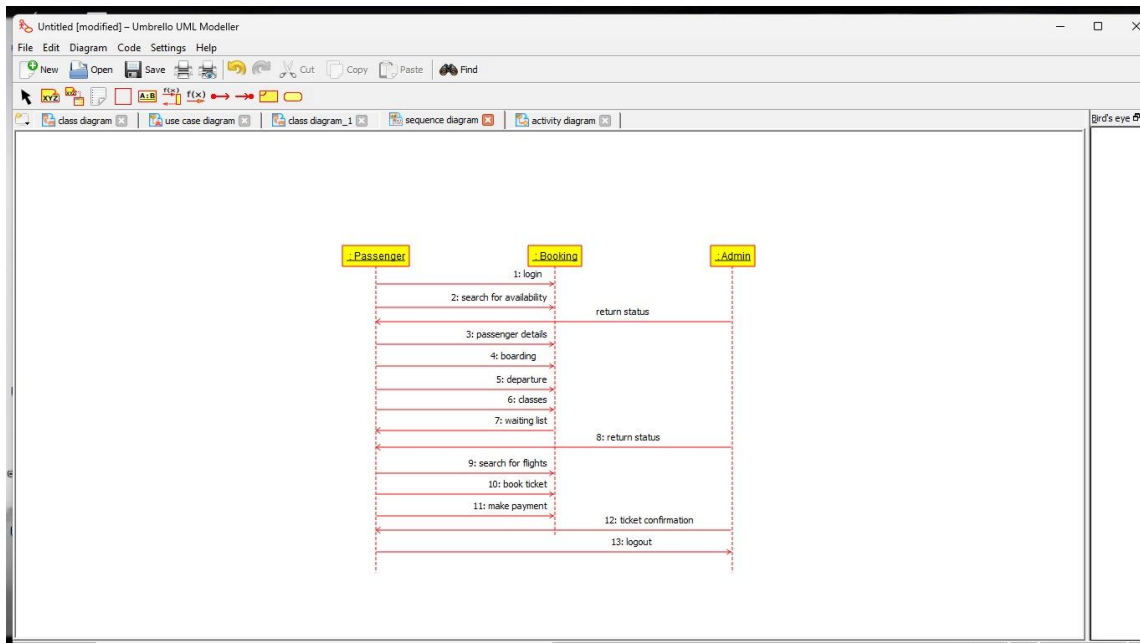 Untitled [modified] – Umbrello UML Modeller
File Edit Diagram Code Settings Help
New Open Save Cut Copy Paste Find
XYZ A:B f(x) f(x)
class diagram use case diagram class diagram_1 sequence diagram activity diagram
Bird's eye
: Passenger : Booking : Admin
1: login
2: search for availability
return status
3: passenger details
4: boarding
5: departure
6: classes
7: waiting list
8: return status
9: search for flights
10: book ticket
11: make payment
12: ticket confirmation
13: logout